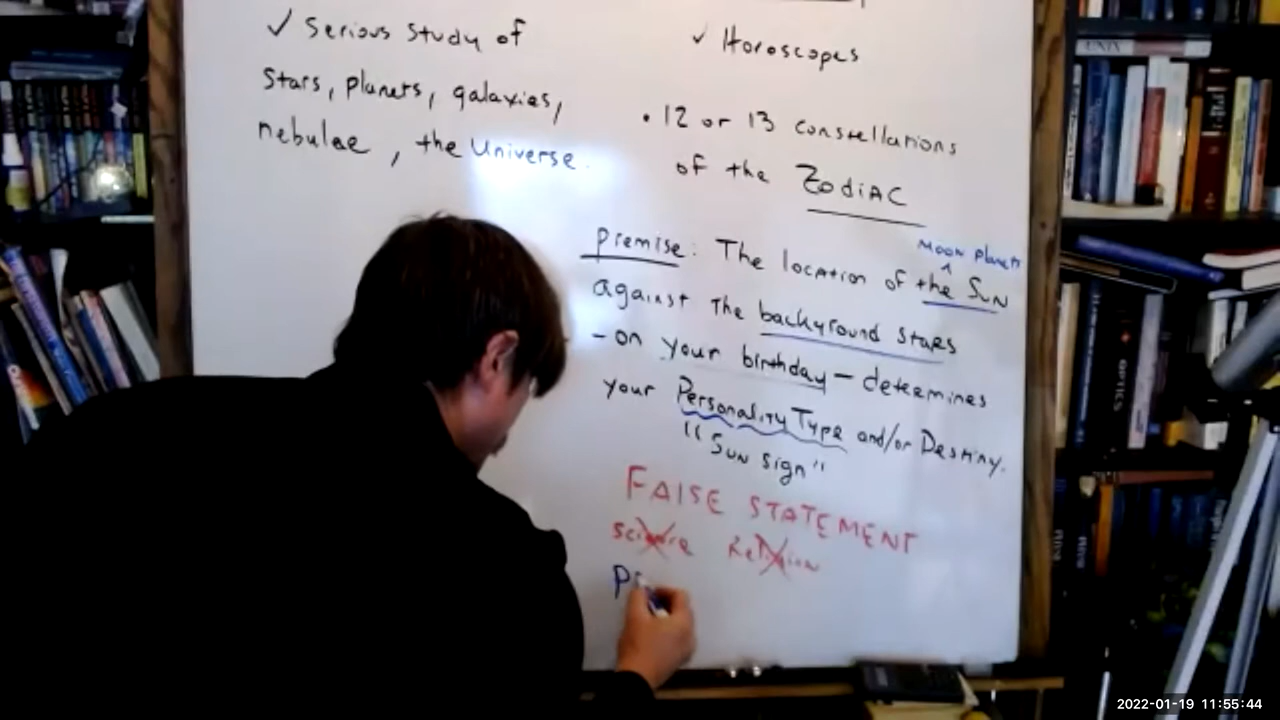 ✓ Serious Study of
Stars, planets, galaxies,
nebulae, the Universe.
✓ Horoscopes
• 12 or 13 constellations
of the ZodiAC
Moon planets
premise: The location of the Sun
against the background stars
- on your birthday - determines
your Personality Type and/or Destiny.
"Sun sign"
FALSE STATEMENT
Science Religion
P
UNIX
OPTICS
2022-01-19 11:55:44